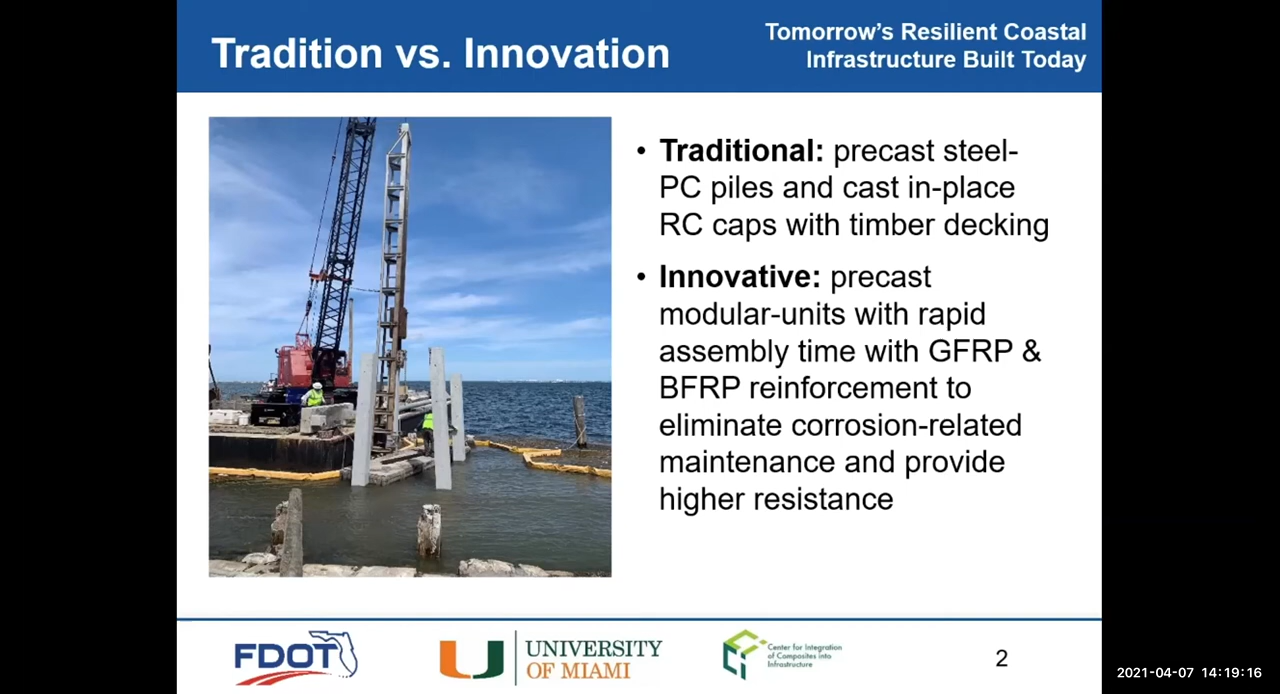 Tradition vs. Innovation
Tomorrow's Resilient Coastal
Infrastructure Built Today
• Traditional: precast steel-
PC piles and cast in-place
RC caps with timber decking
• Innovative: precast
modular-units with rapid
assembly time with GFRP &
BFRP reinforcement to
eliminate corrosion-related
maintenance and provide
higher resistance
FDOT
UNIVERSITY
OF MIAMI
Center for Integration
of Composites into
Infrastructure
2
2021-04-07 14:19:16